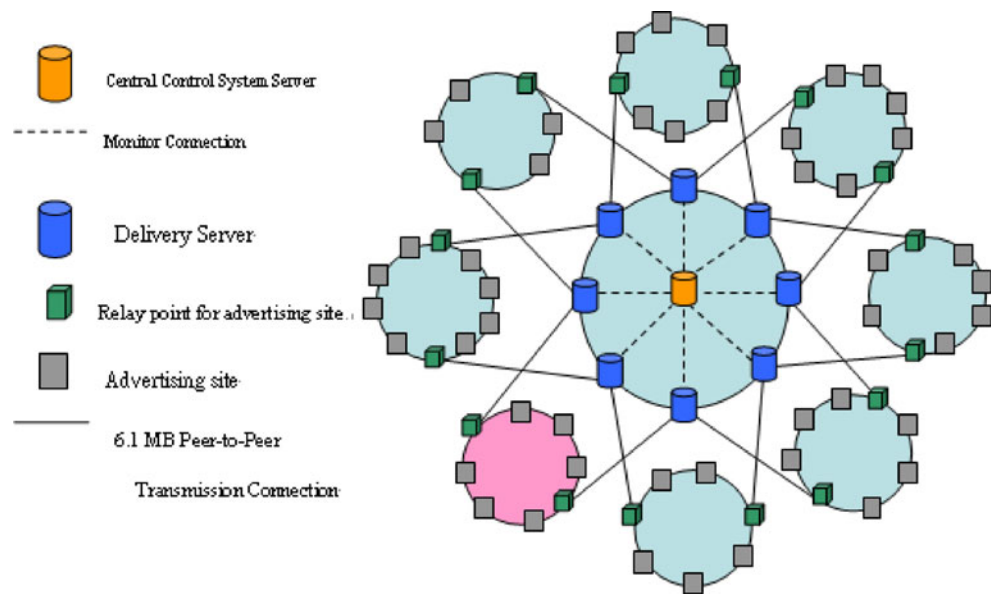 Central Control System Server
Monitor Connection
Delivery Server
Relay point for advertising site..
Advertising site
6.1 MB Peer-to-Peer
Transmission Connection